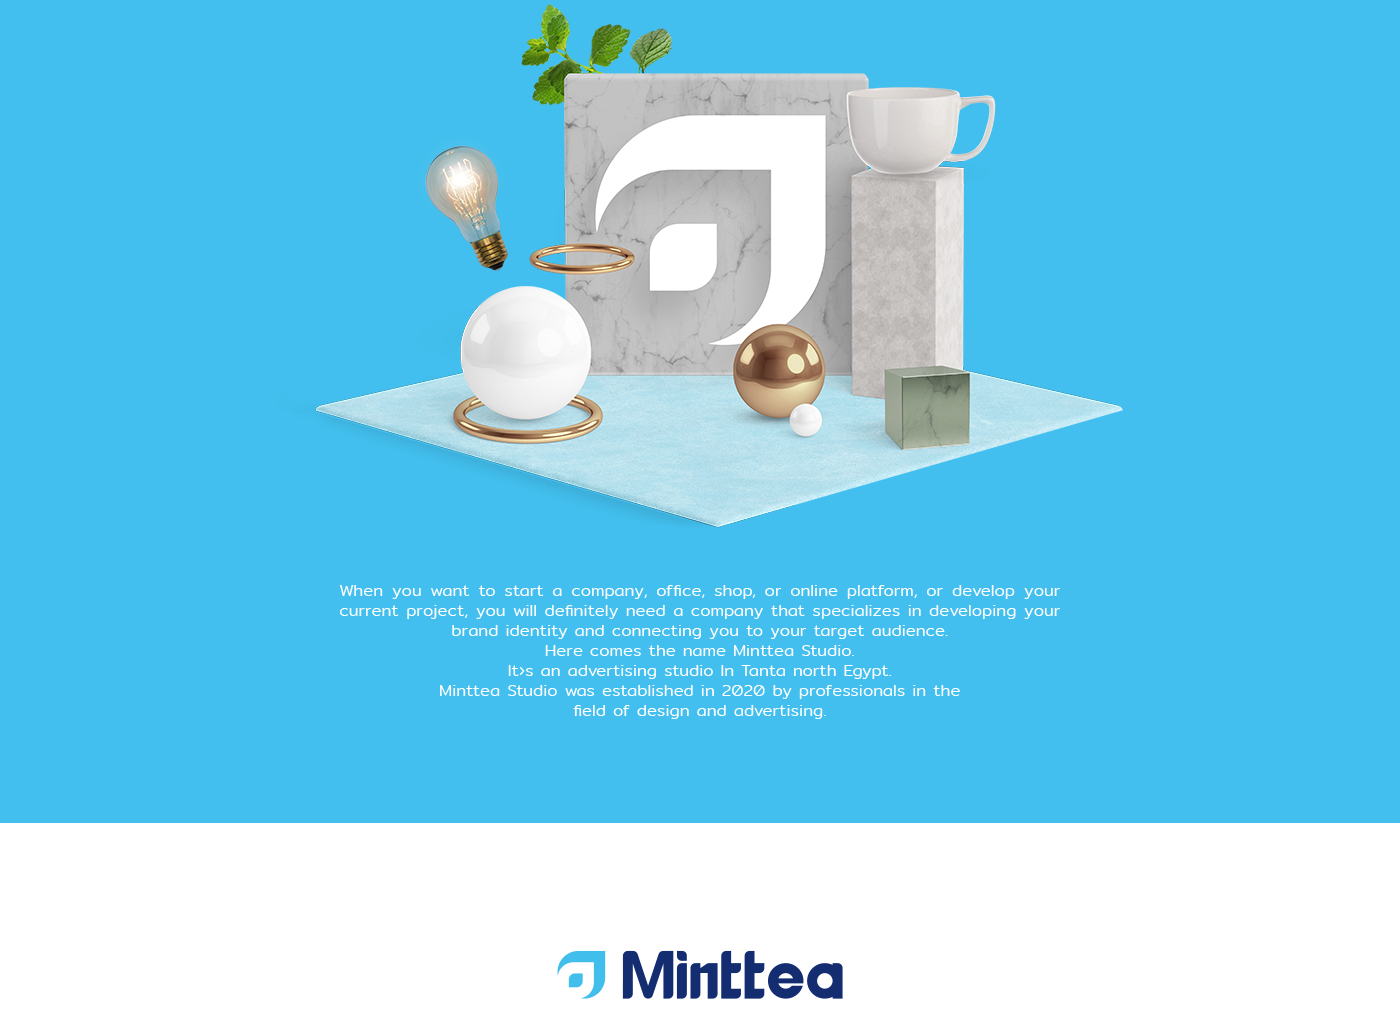 When you want to start a company, office, shop, or online platform, or develop your
current project, you will definitely need a company that specializes in developing your
brand identity and connecting you to your target audience.
Here comes the name Minttea Studio.
It›s an advertising studio In Tanta north Egypt.
Minttea Studio was established in 2020 by professionals in the
field of design and advertising.
Minttea